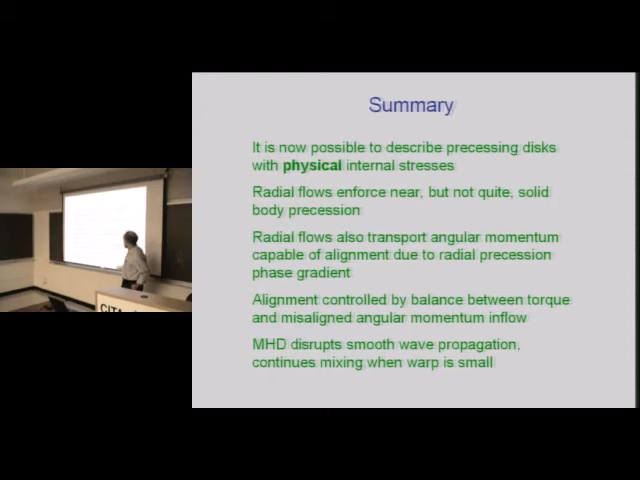 Summary
It is now possible to describe precessing disks
with physical internal stresses
Radial flows enforce near, but not quite, solid
body precession
Radial flows also transport angular momentum
capable of alignment due to radial precession
phase gradient
Alignment controlled by balance between torque
and misaligned angular momentum inflow
MHD disrupts smooth wave propagation,
continues mixing when warp is small
CITA